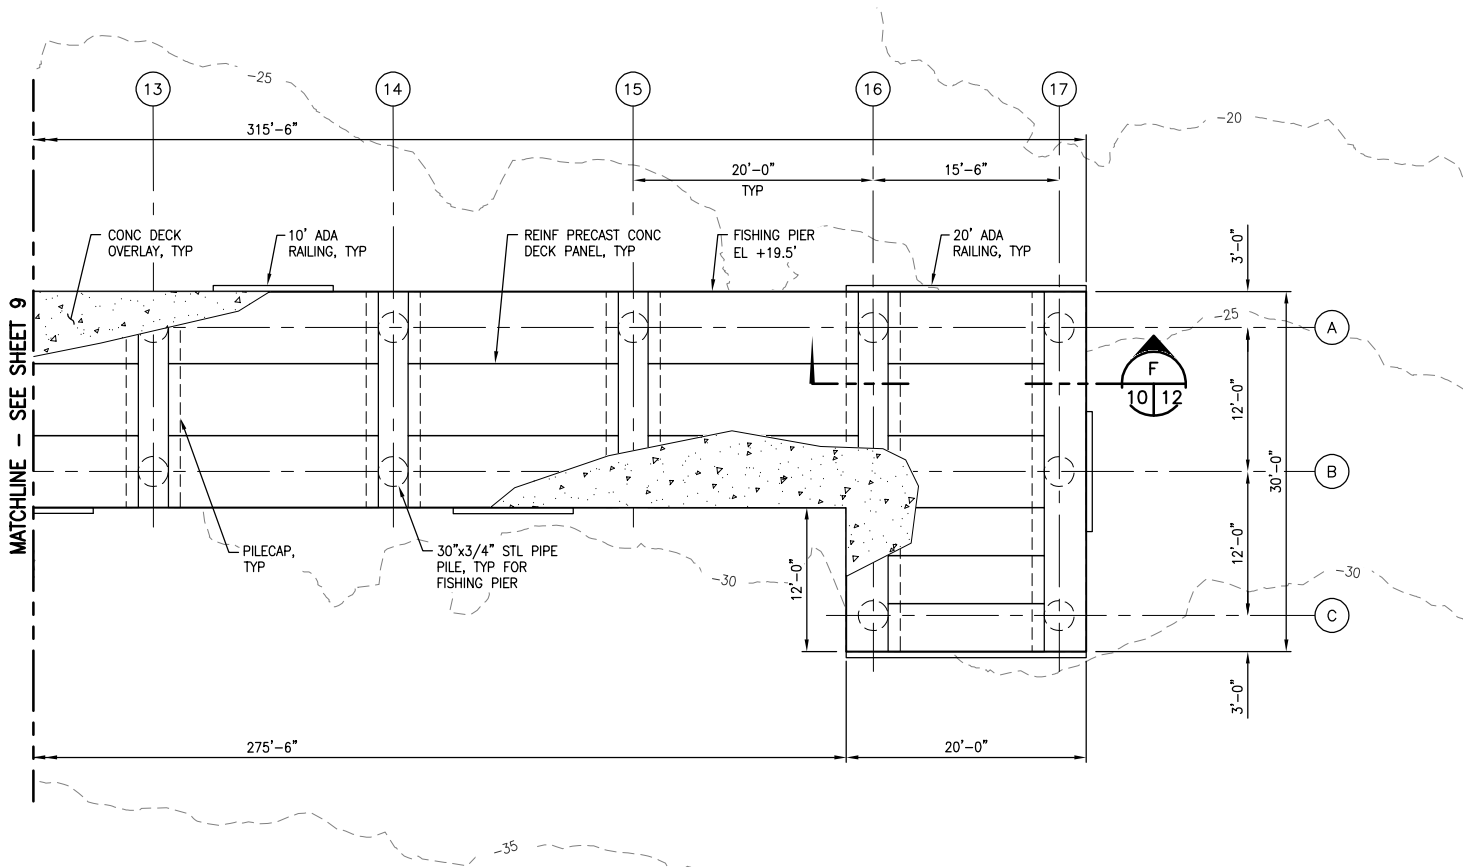 -25
13
14
15
16
17
-20
315'-6"
20'-0"
TYP
15'-6"
CONC DECK
OVERLAY, TYP
10' ADA
RAILING, TYP
REINF PRECAST CONC
DECK PANEL, TYP
FISHING PIER
EL +19.5'
20' ADA
RAILING, TYP
3'-0"
-25
A
F
10
12
12'-0"
B
30'-0"
MATCHLINE - SEE SHEET 9
PILECAP,
TYP
30"x3/4" STL PIPE
PILE, TYP FOR
FISHING PIER
-30
12'-0"
12'-0"
-30
C
3'-0"
275'-6"
20'-0"
-35